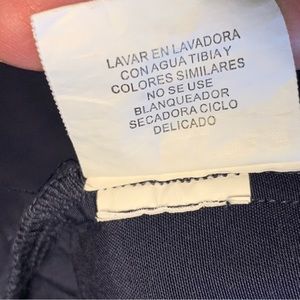 LAVAR EN LAVADORA
CON AGUA TIBIA Y
COLORES SIMILARES
NO SE USE
BLANQUEADOR
SECADORA CICLO
DELICADO